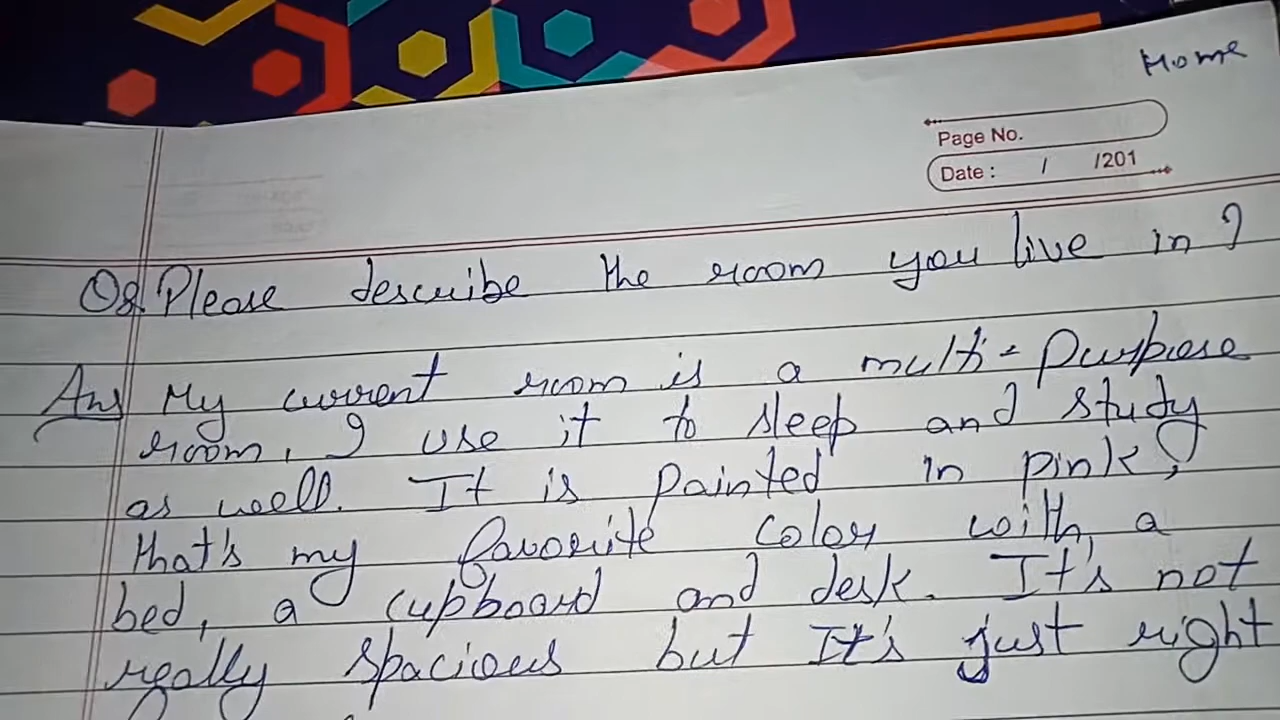 Home
Page No.
Date : / /201
Q8. Please describe the room you live in ?
Ans My current room is a multi-purpose
room, I use it to sleep and study
as well. It is painted in pink,
that's my favorite color with a
bed, a cupboard and desk. It's not
really spacious but It's just right